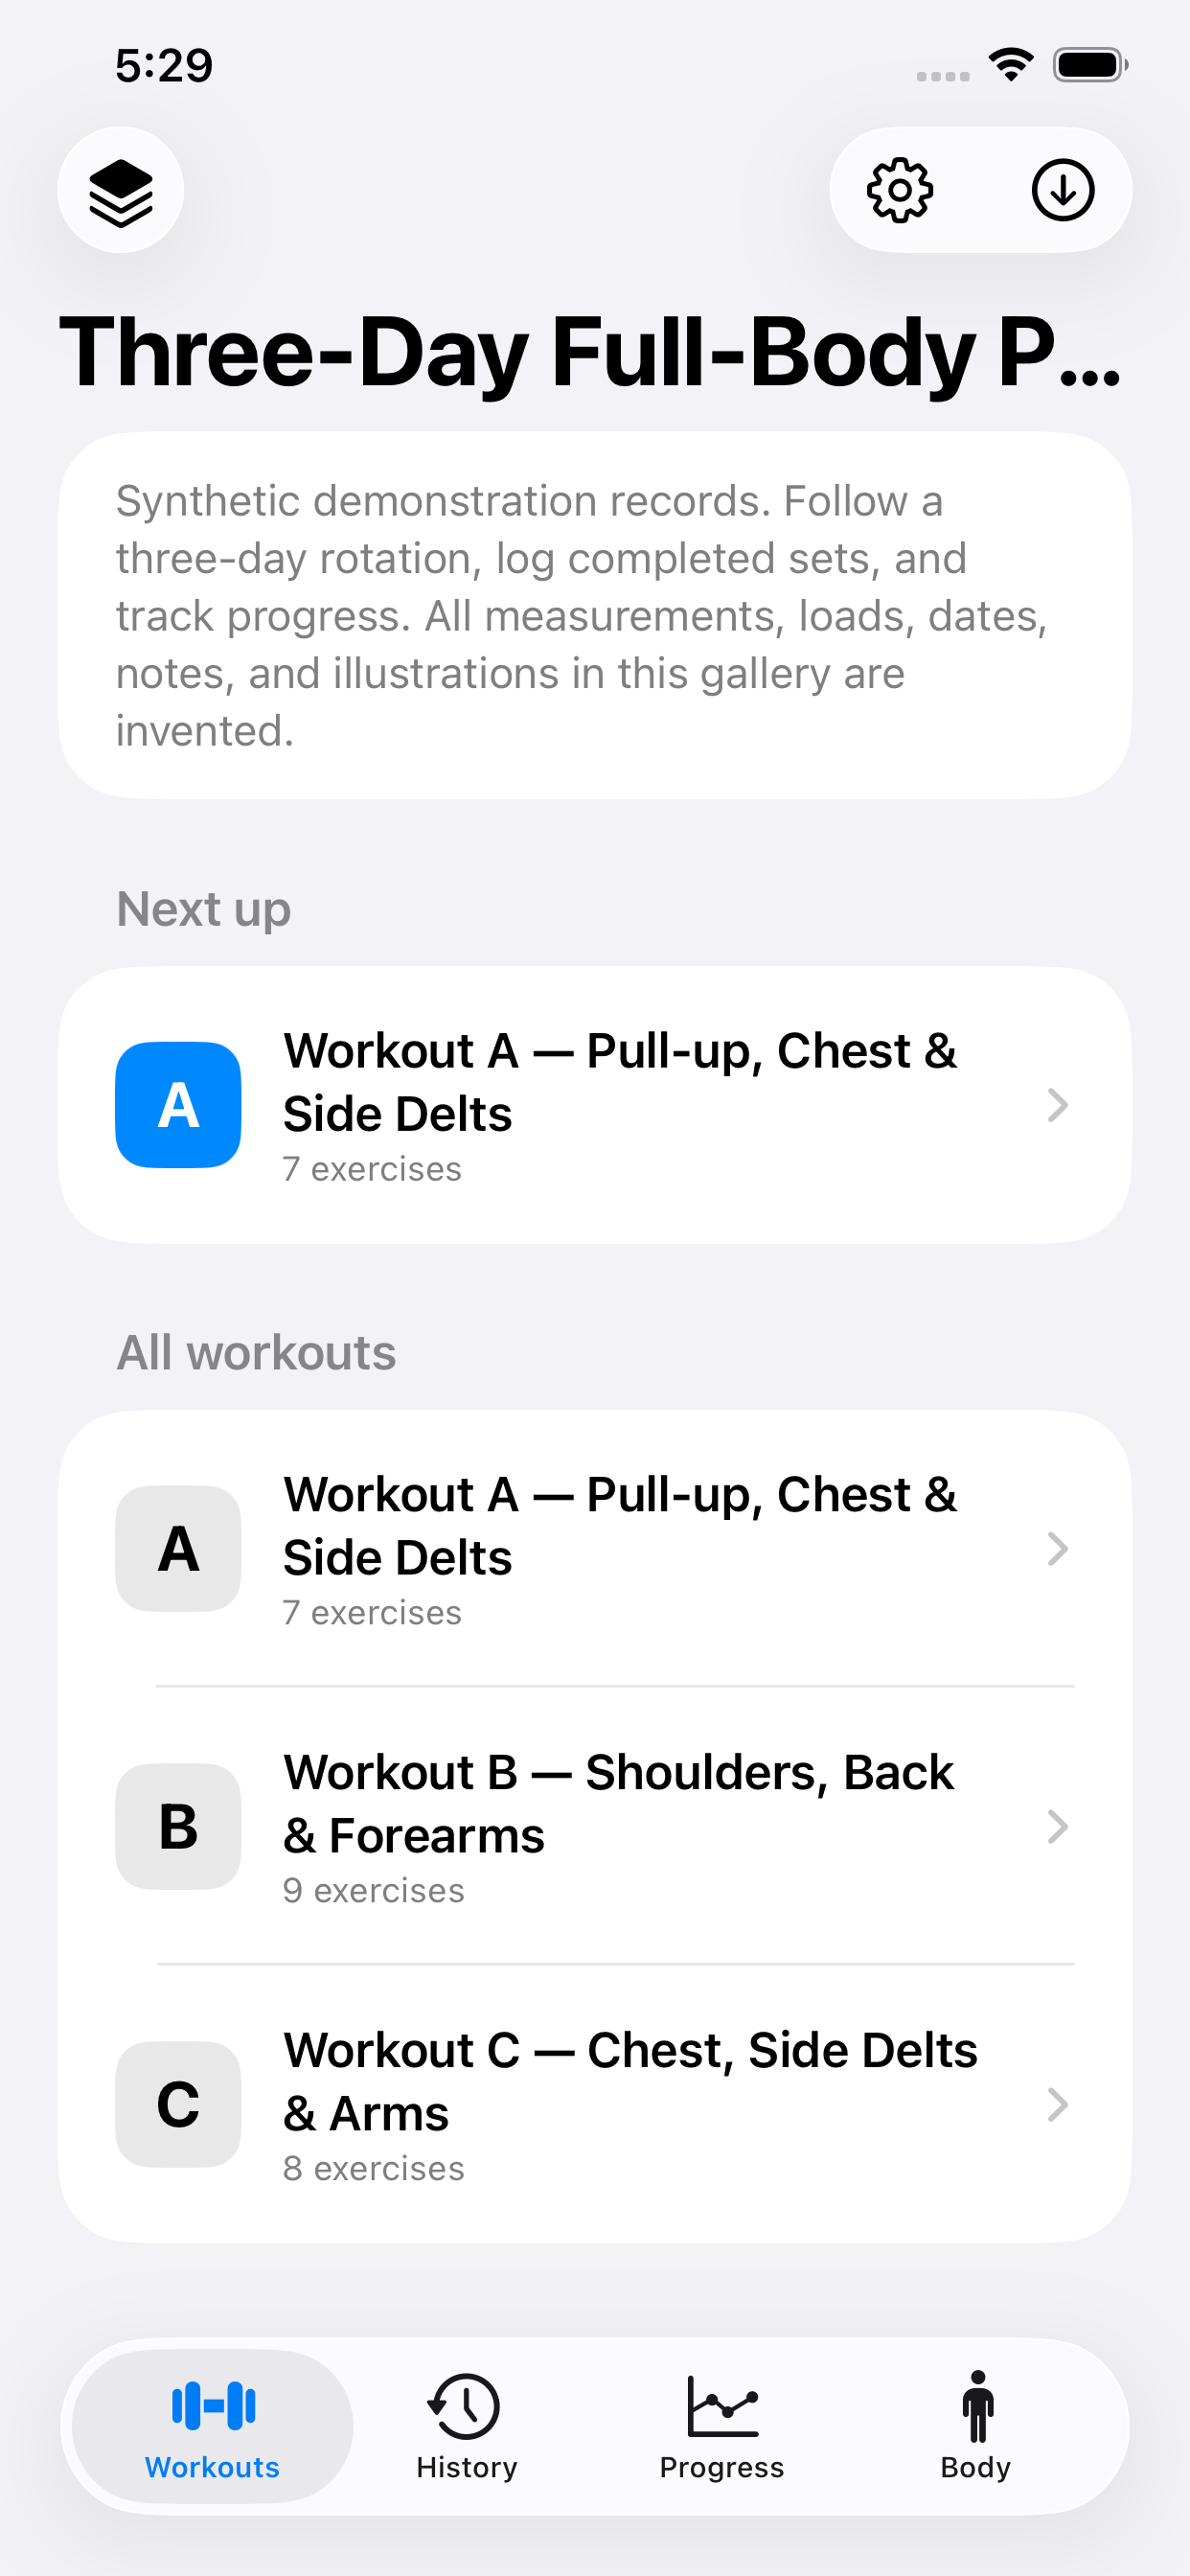 5:29
Three-Day Full-Body P...
Synthetic demonstration records. Follow a
three-day rotation, log completed sets, and
track progress. All measurements, loads, dates,
notes, and illustrations in this gallery are
invented.
Next up
A
Workout A — Pull-up, Chest &
Side Delts
7 exercises
All workouts
A
Workout A — Pull-up, Chest &
Side Delts
7 exercises
B
Workout B — Shoulders, Back
& Forearms
9 exercises
C
Workout C — Chest, Side Delts
& Arms
8 exercises
Workouts
History
Progress
Body